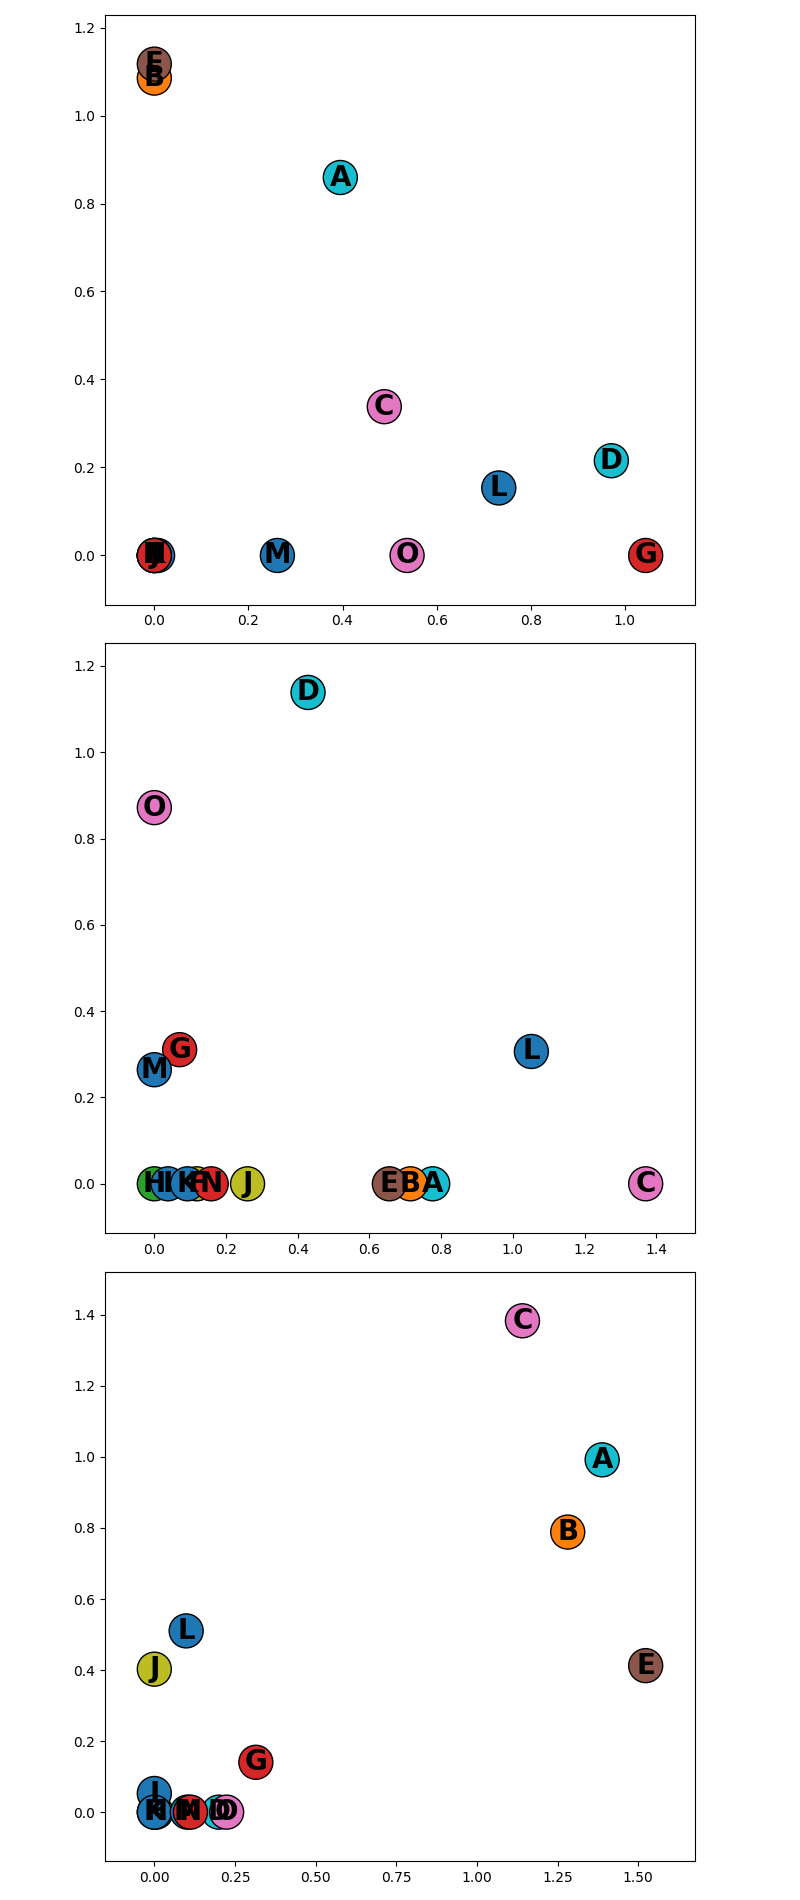 1.2
E
B
1.0
A
0.8
0.6
0.4
C
D
0.2
L
0.0 J M O G
0.0 0.2 0.4 0.6 0.8 1.0
1.2
D
1.0
O
0.8
0.6
0.4
G L
M
0.2
0.0 H I K F N J E B A C
0.0 0.2 0.4 0.6 0.8 1.0 1.2 1.4
1.4
C
1.2
1.0 A
0.8 B
0.6
L
0.4 J E
0.2
G
I
0.0 K N D O
0.00 0.25 0.50 0.75 1.00 1.25 1.50